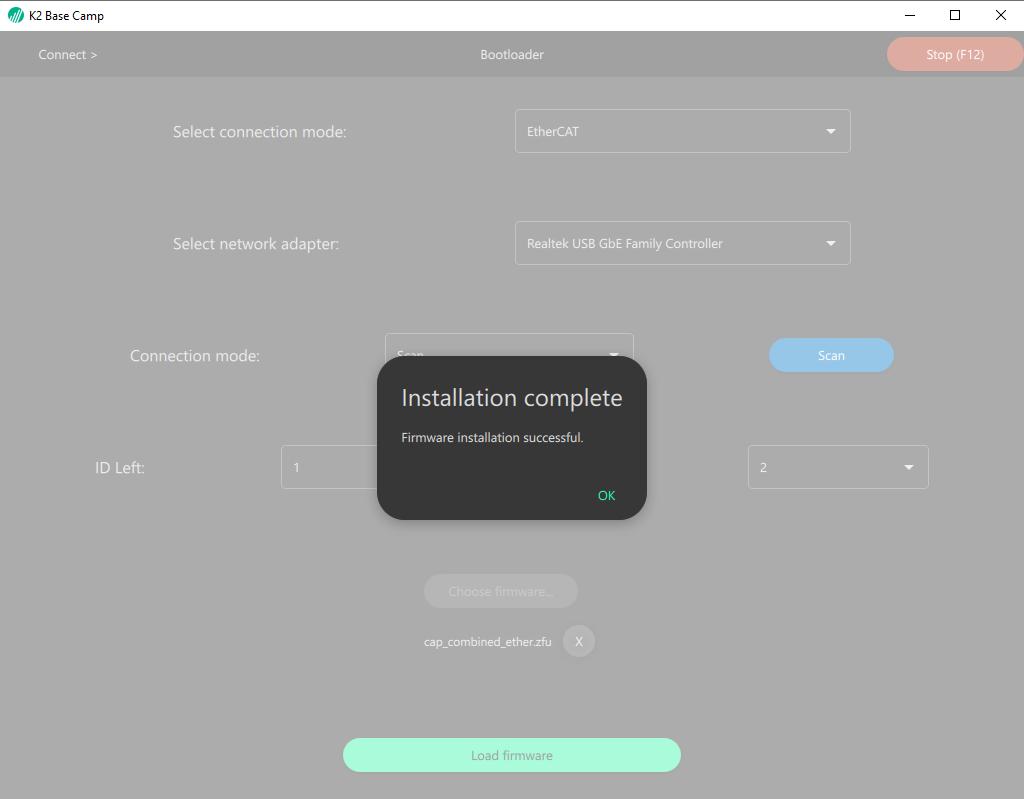 K2 Base Camp
Connect >
Bootloader
Stop (F12)
Select connection mode:
EtherCAT
Select network adapter:
Realtek USB GbE Family Controller
Connection mode:
Scan
Scan
Installation complete
Firmware installation successful.
OK
ID Left:
1
2
Choose firmware...
cap_combined_ether.zfu
X
Load firmware